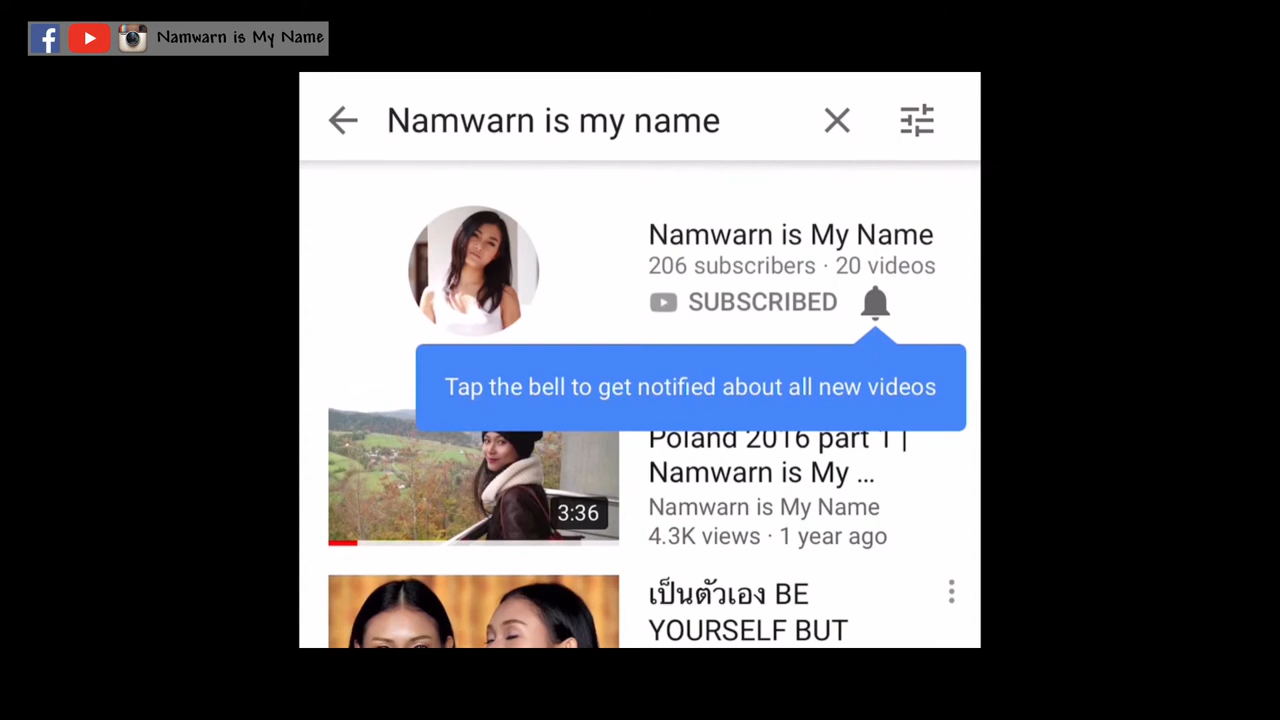 Namwarn is My Name
Namwarn is my name
Namwarn is My Name
206 subscribers · 20 videos
SUBSCRIBED
Tap the bell to get notified about all new videos
Poland 2016 part 1 |
Namwarn is My ...
Namwarn is My Name
4.3K views · 1 year ago
3:36
เป็นตัวเอง BE
YOURSELF BUT